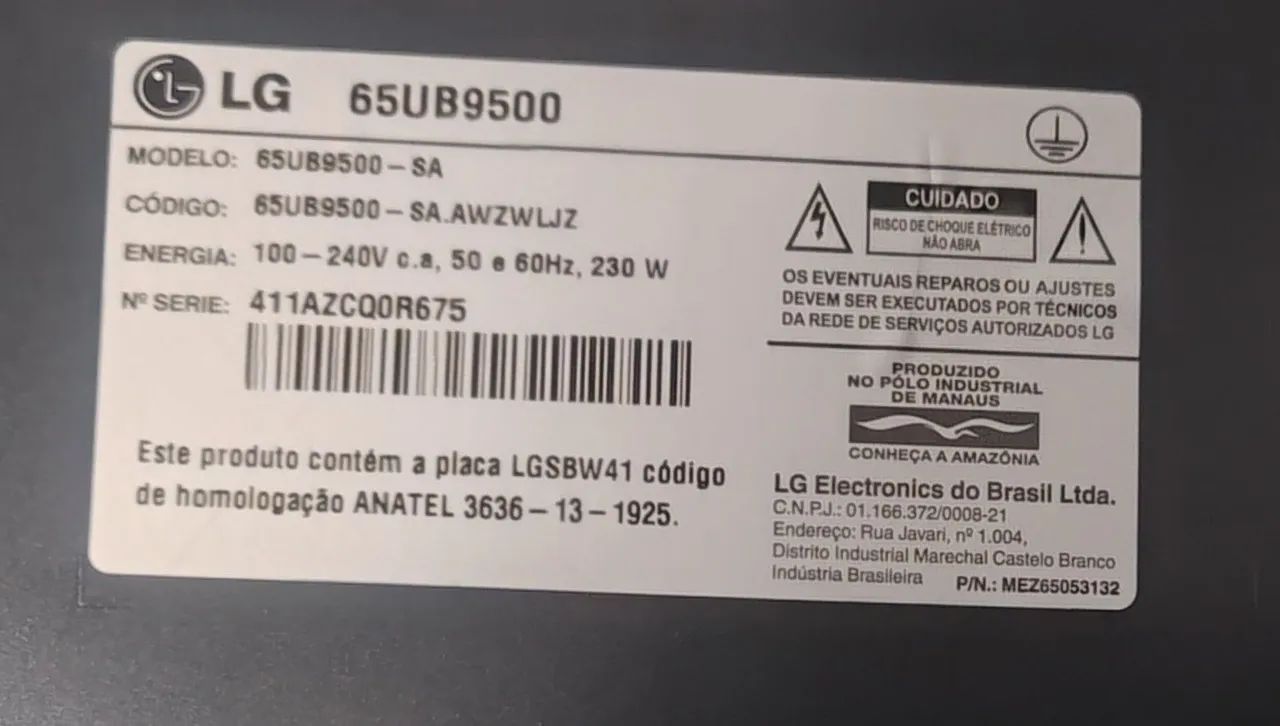 LG 65UB9500
MODELO: 65UB9500-SA
CÓDIGO: 65UB9500-SA.AWZWLJZ
ENERGIA: 100-240V c.a, 50 e 60Hz, 230 W
Nº SERIE: 411AZCQ0R675
Este produto contém a placa LGSBW41 código
de homologação ANATEL 3636-13-1925.
CUIDADO
RISCO DE CHOQUE ELÉTRICO
NÃO ABRA
OS EVENTUAIS REPAROS OU AJUSTES
DEVEM SER EXECUTADOS POR TÉCNICOS
DA REDE DE SERVIÇOS AUTORIZADOS LG
PRODUZIDO
NO PÓLO INDUSTRIAL
DE MANAUS
CONHEÇA A AMAZÔNIA
LG Electronics do Brasil Ltda.
C.N.P.J.: 01.166.372/0008-21
Endereço: Rua Javari, nº 1.004,
Distrito Industrial Marechal Castelo Branco
Indústria Brasileira P/N.: MEZ65053132